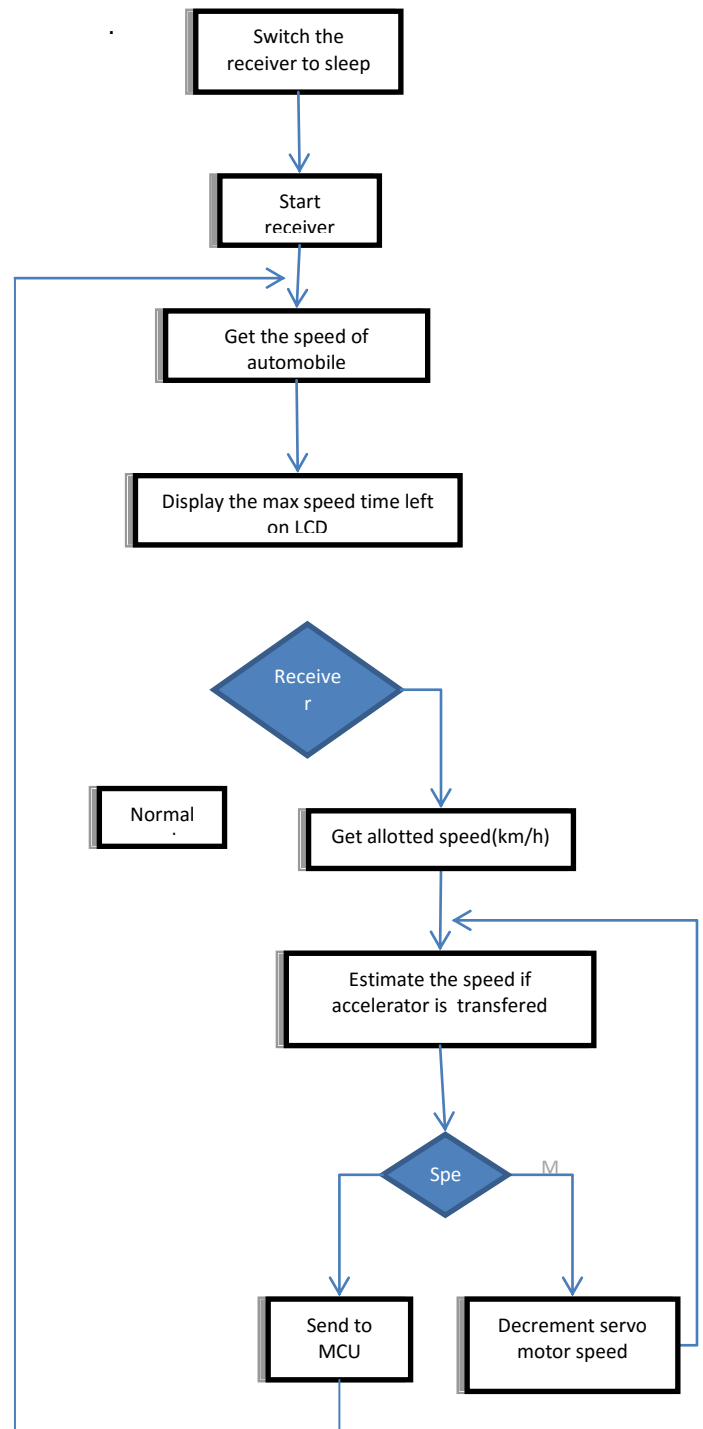 Switch the
receiver to sleep
Start
receiver
Get the speed of
automobile
Display the max speed time left
on LCD
Receive
r
Normal
Get allotted speed(km/h)
Estimate the speed if
accelerator is transfered
Spe
M
Send to
MCU
Decrement servo
motor speed